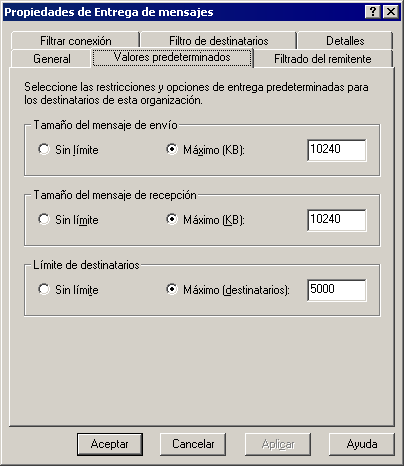 Propiedades de Entrega de mensajes
Filtrar conexión
Filtro de destinatarios
Detalles
General
Valores predeterminados
Filtrado del remitente
Seleccione las restricciones y opciones de entrega predeterminadas para
los destinatarios de esta organización.
Tamaño del mensaje de envío
Sin límite
Máximo (KB):
10240
Tamaño del mensaje de recepción
Sin límite
Máximo (KB):
10240
Límite de destinatarios
Sin límite
Máximo (destinatarios):
5000
Aceptar
Cancelar
Aplicar
Ayuda